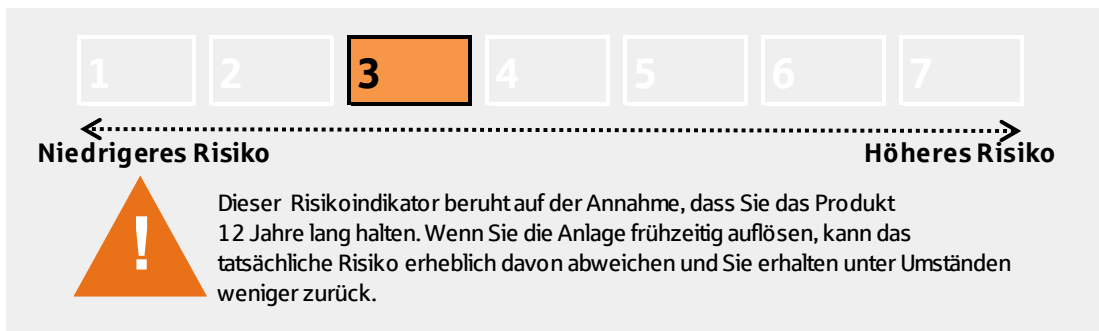 1 2 3 4 5 6 7
Niedrigeres Risiko Höheres Risiko
!
Dieser Risikoindikator beruht auf der Annahme, dass Sie das Produkt
12 Jahre lang halten. Wenn Sie die Anlage frühzeitig auflösen, kann das
tatsächliche Risiko erheblich davon abweichen und Sie erhalten unter Umständen
weniger zurück.